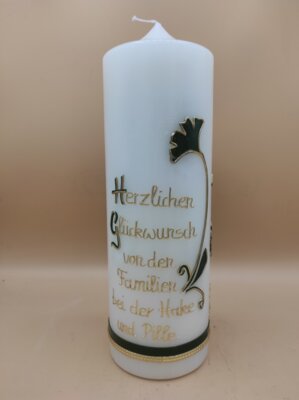 Herzlichen
Glückwunsch
von den
Familien
bei der Hake
und Pille